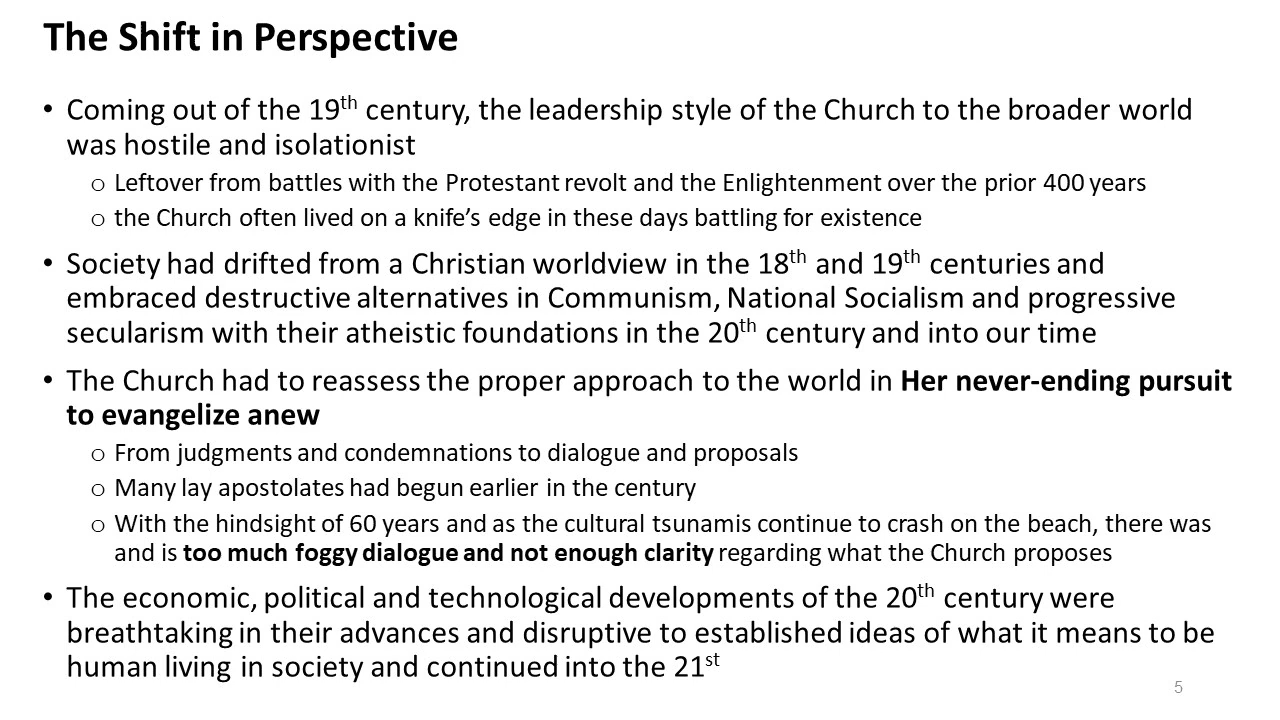 The Shift in Perspective
• Coming out of the 19th century, the leadership style of the Church to the broader world
was hostile and isolationist
o Leftover from battles with the Protestant revolt and the Enlightenment over the prior 400 years
o the Church often lived on a knife’s edge in these days battling for existence
• Society had drifted from a Christian worldview in the 18th and 19th centuries and
embraced destructive alternatives in Communism, National Socialism and progressive
secularism with their atheistic foundations in the 20th century and into our time
• The Church had to reassess the proper approach to the world in Her never-ending pursuit
to evangelize anew
o From judgments and condemnations to dialogue and proposals
o Many lay apostolates had begun earlier in the century
o With the hindsight of 60 years and as the cultural tsunamis continue to crash on the beach, there was
and is too much foggy dialogue and not enough clarity regarding what the Church proposes
• The economic, political and technological developments of the 20th century were
breathtaking in their advances and disruptive to established ideas of what it means to be
human living in society and continued into the 21st
5